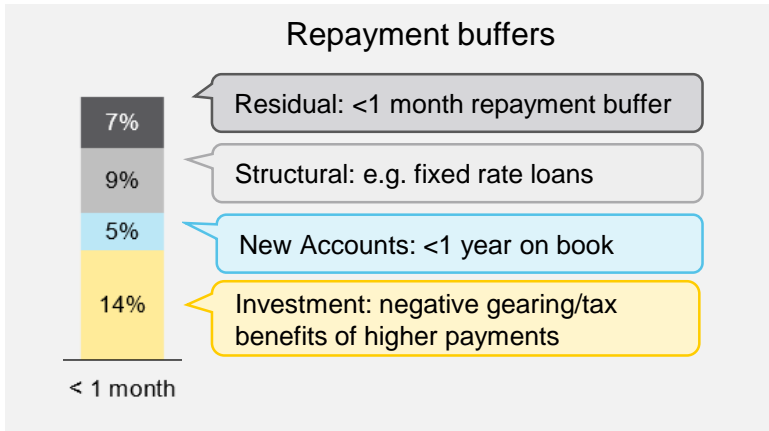 Repayment buffers
7%
Residual: <1 month repayment buffer
9%
Structural: e.g. fixed rate loans
5%
New Accounts: <1 year on book
14%
Investment: negative gearing/tax
benefits of higher payments
< 1 month